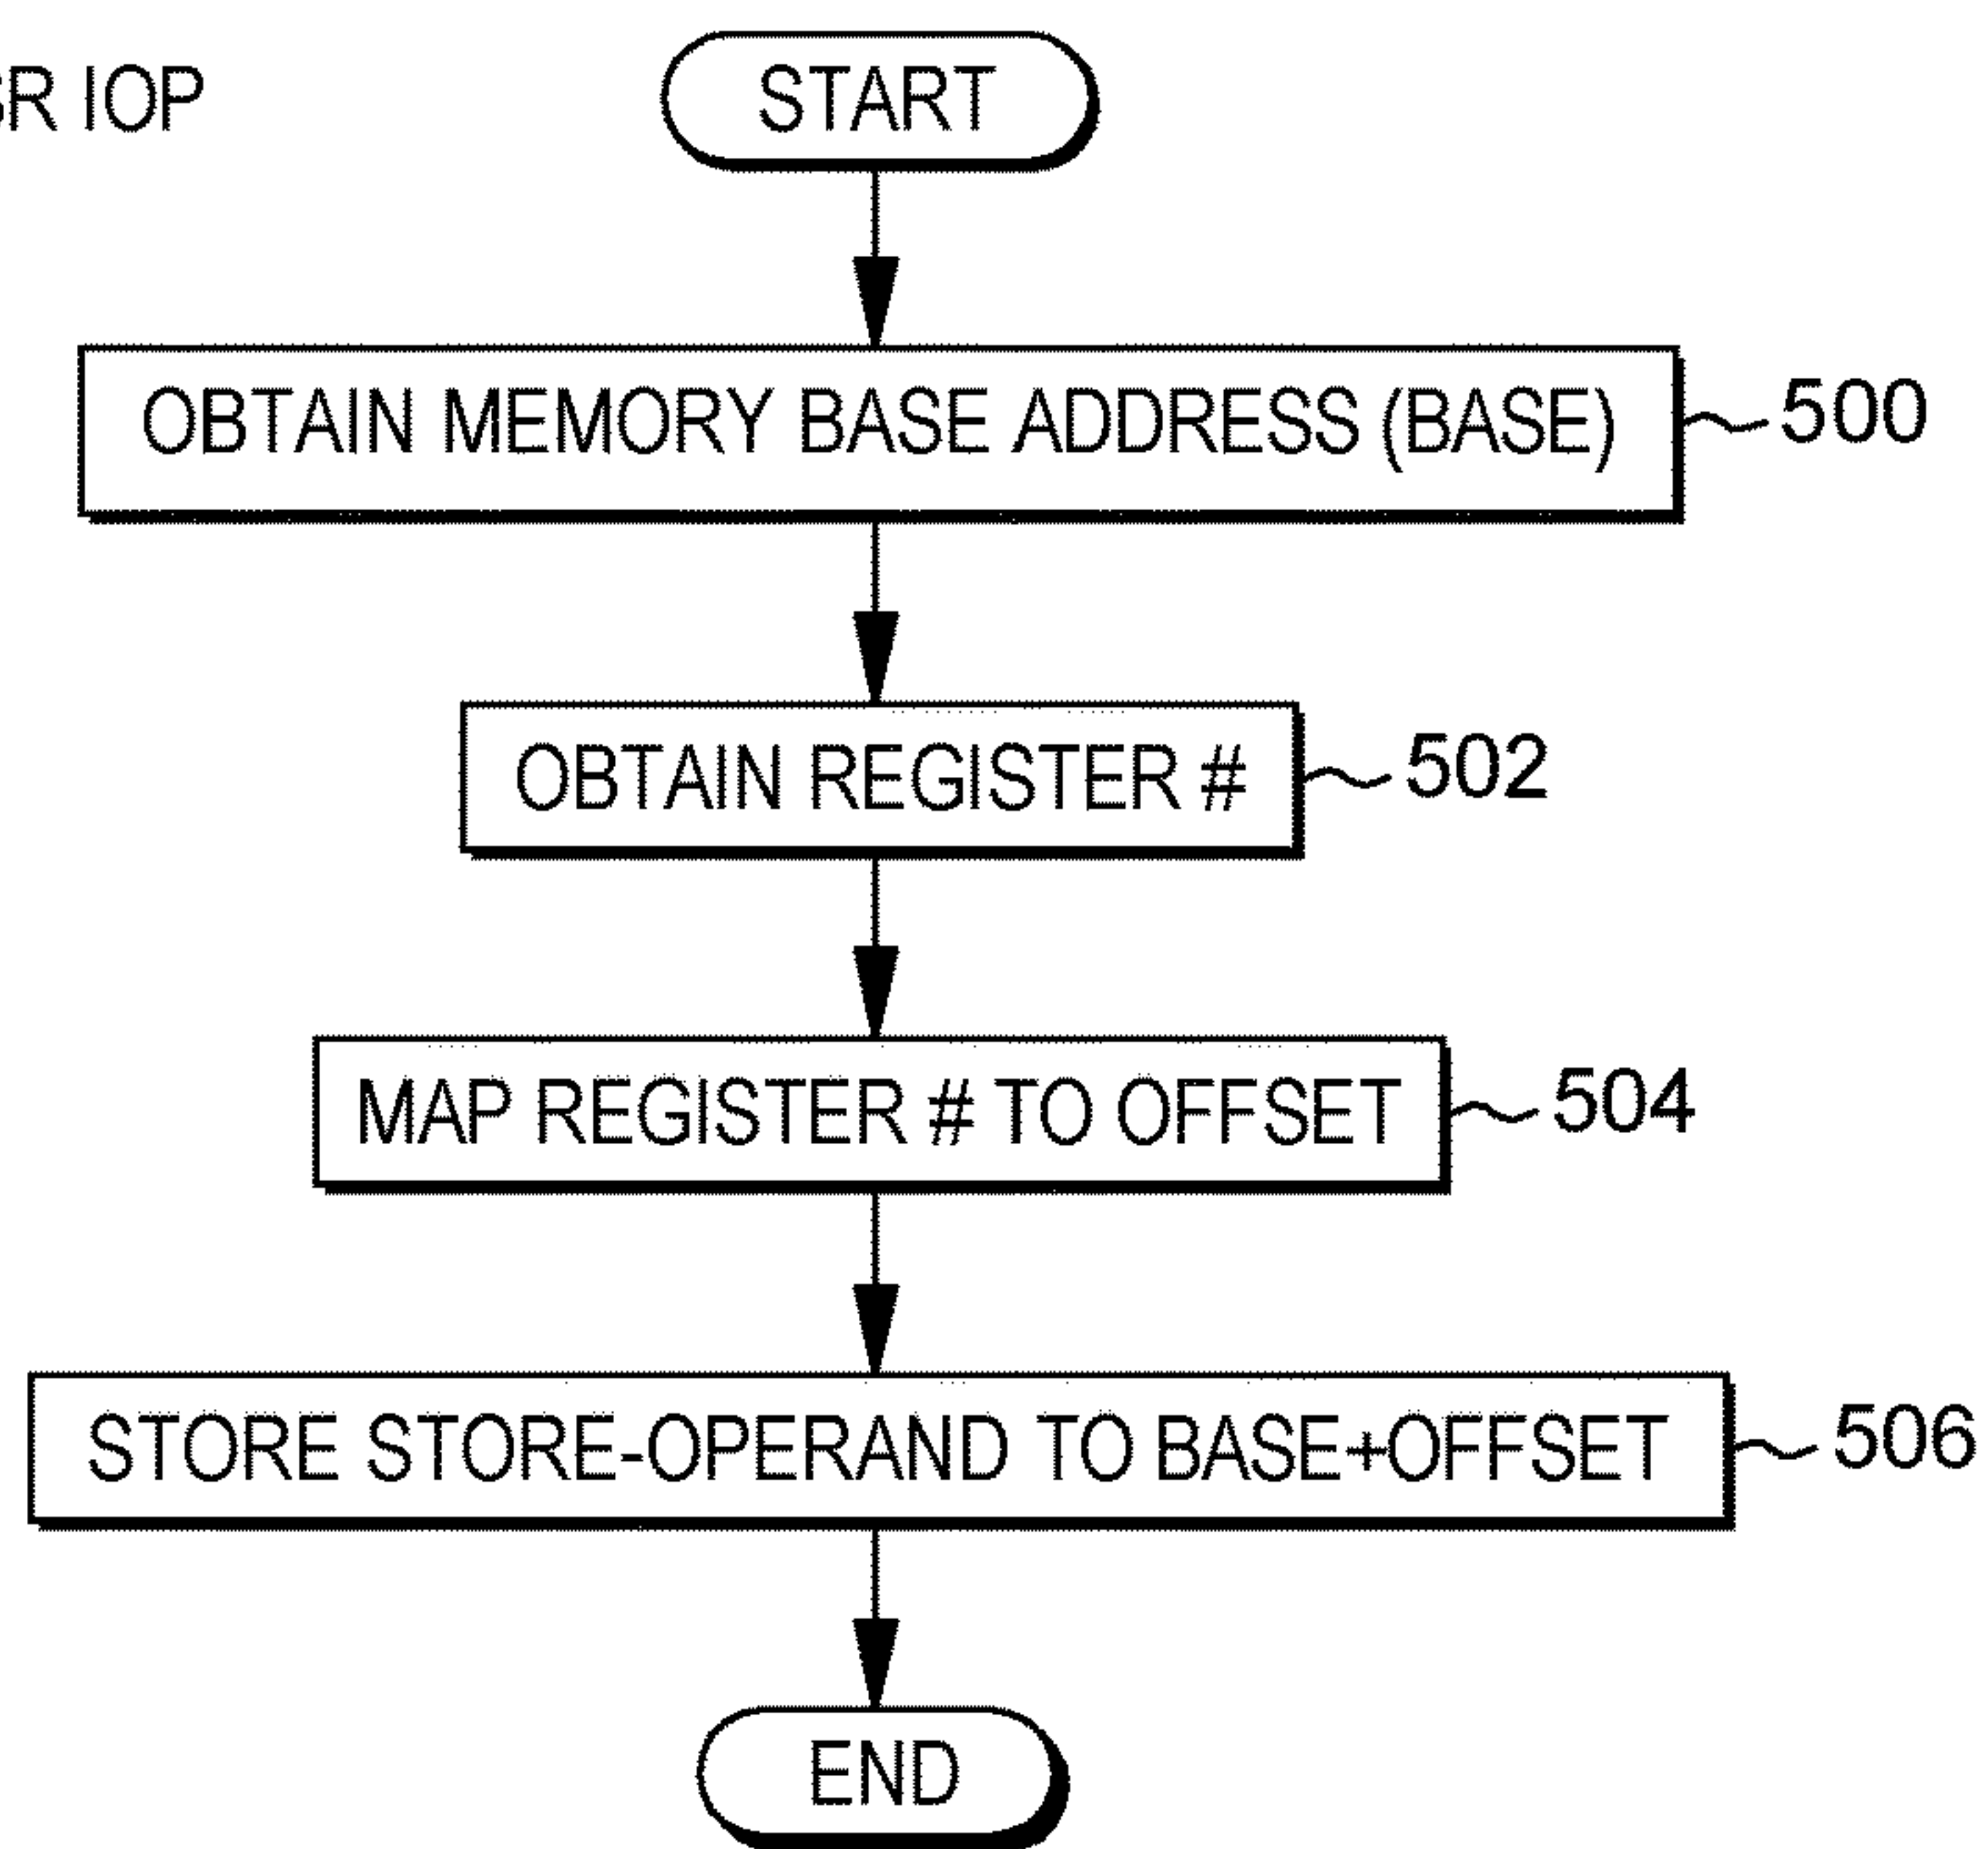 IOP
START
OBTAIN MEMORY BASE ADDRESS (BASE)
500
OBTAIN REGISTER #
502
MAP REGISTER # TO OFFSET
504
STORE STORE-OPERAND TO BASE+OFFSET
506
END